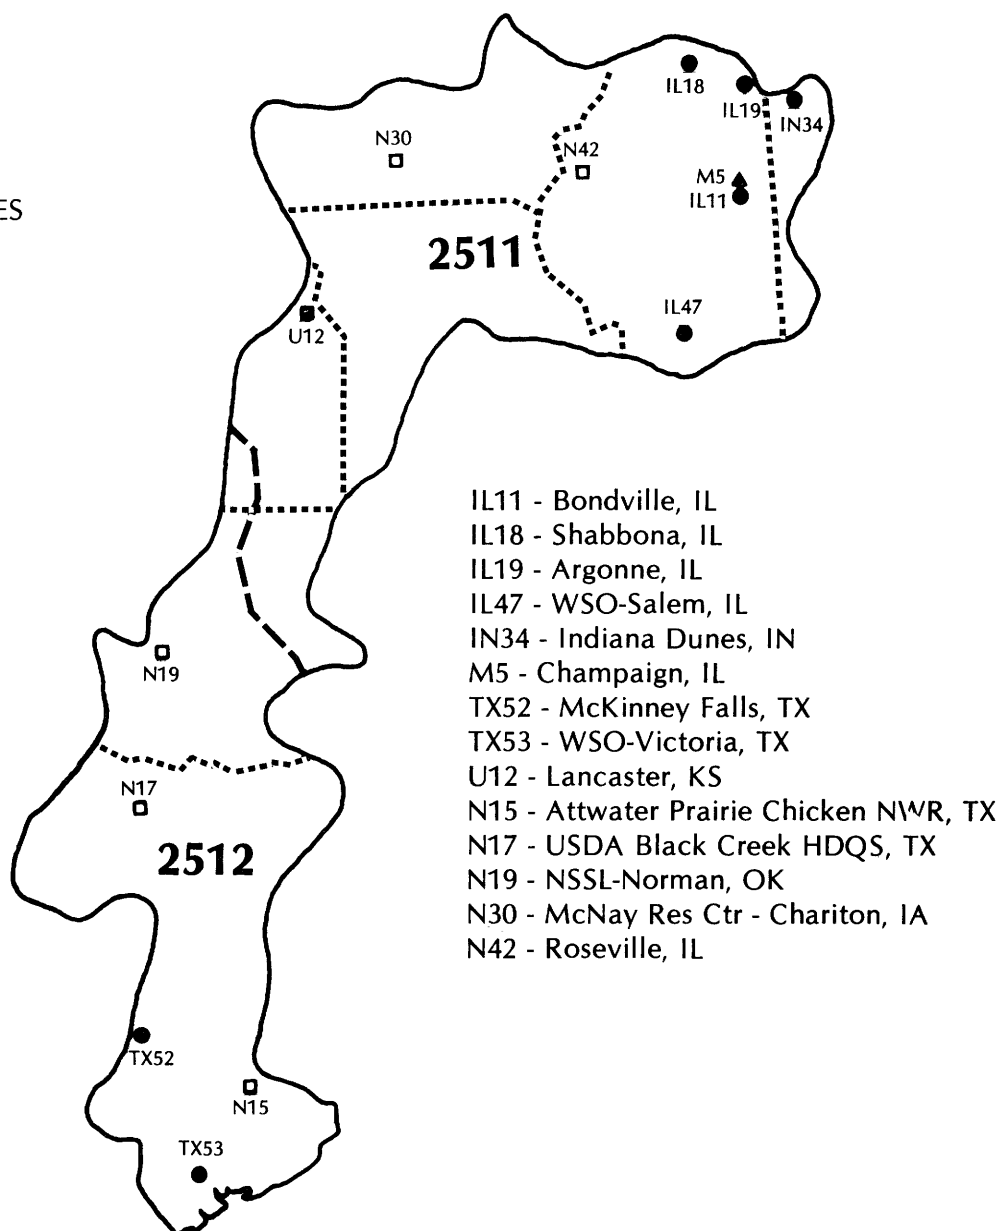 IL18
IL19
IN34
N30
N42
M5
IL11
ES
2511
IL47
U12
IL11 - Bondville, IL
IL18 - Shabbona, IL
IL19 - Argonne, IL
IL47 - WSO-Salem, IL
IN34 - Indiana Dunes, IN
M5 - Champaign, IL
TX52 - McKinney Falls, TX
TX53 - WSO-Victoria, TX
U12 - Lancaster, KS
N15 - Attwater Prairie Chicken NWR, TX
N17 - USDA Black Creek HDQS, TX
N19 - NSSL-Norman, OK
N30 - McNay Res Ctr - Chariton, IA
N42 - Roseville, IL
N19
N17
2512
TX52
N15
TX53